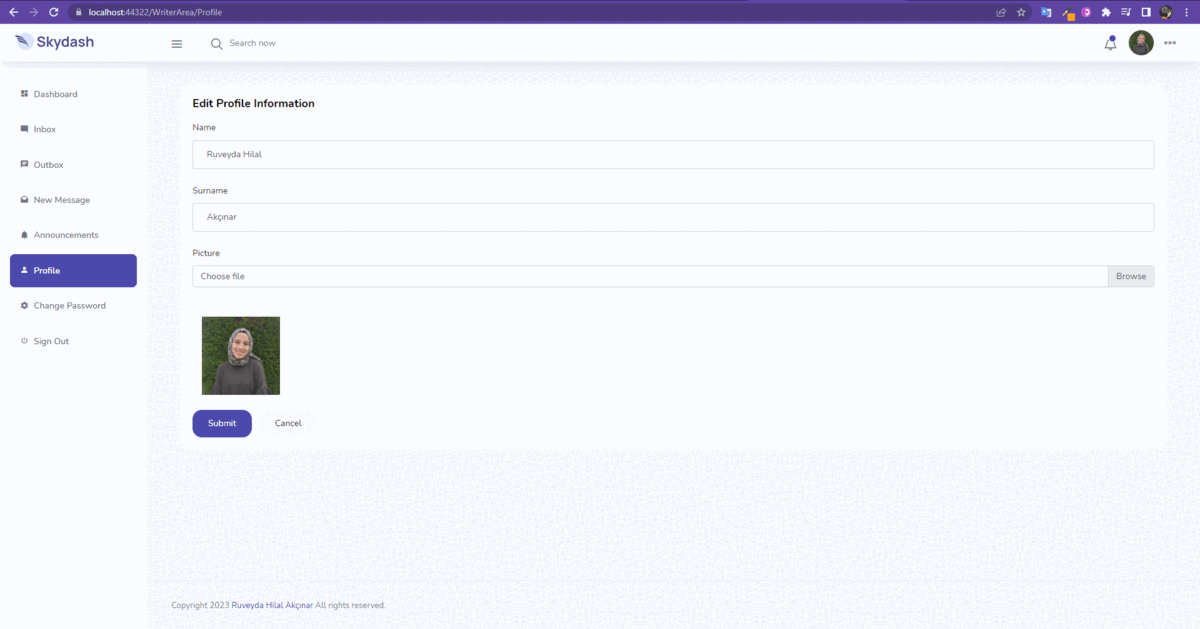 localhost:44322/WriterArea/Profile
Skydash
Search now
Dashboard
Inbox
Outbox
New Message
Announcements
Profile
Change Password
Sign Out
Edit Profile Information
Name
Ruveyda Hilal
Surname
Akçınar
Picture
Choose file
Browse
Submit
Cancel
Copyright 2023 Ruveyda Hilal Akçınar All rights reserved.